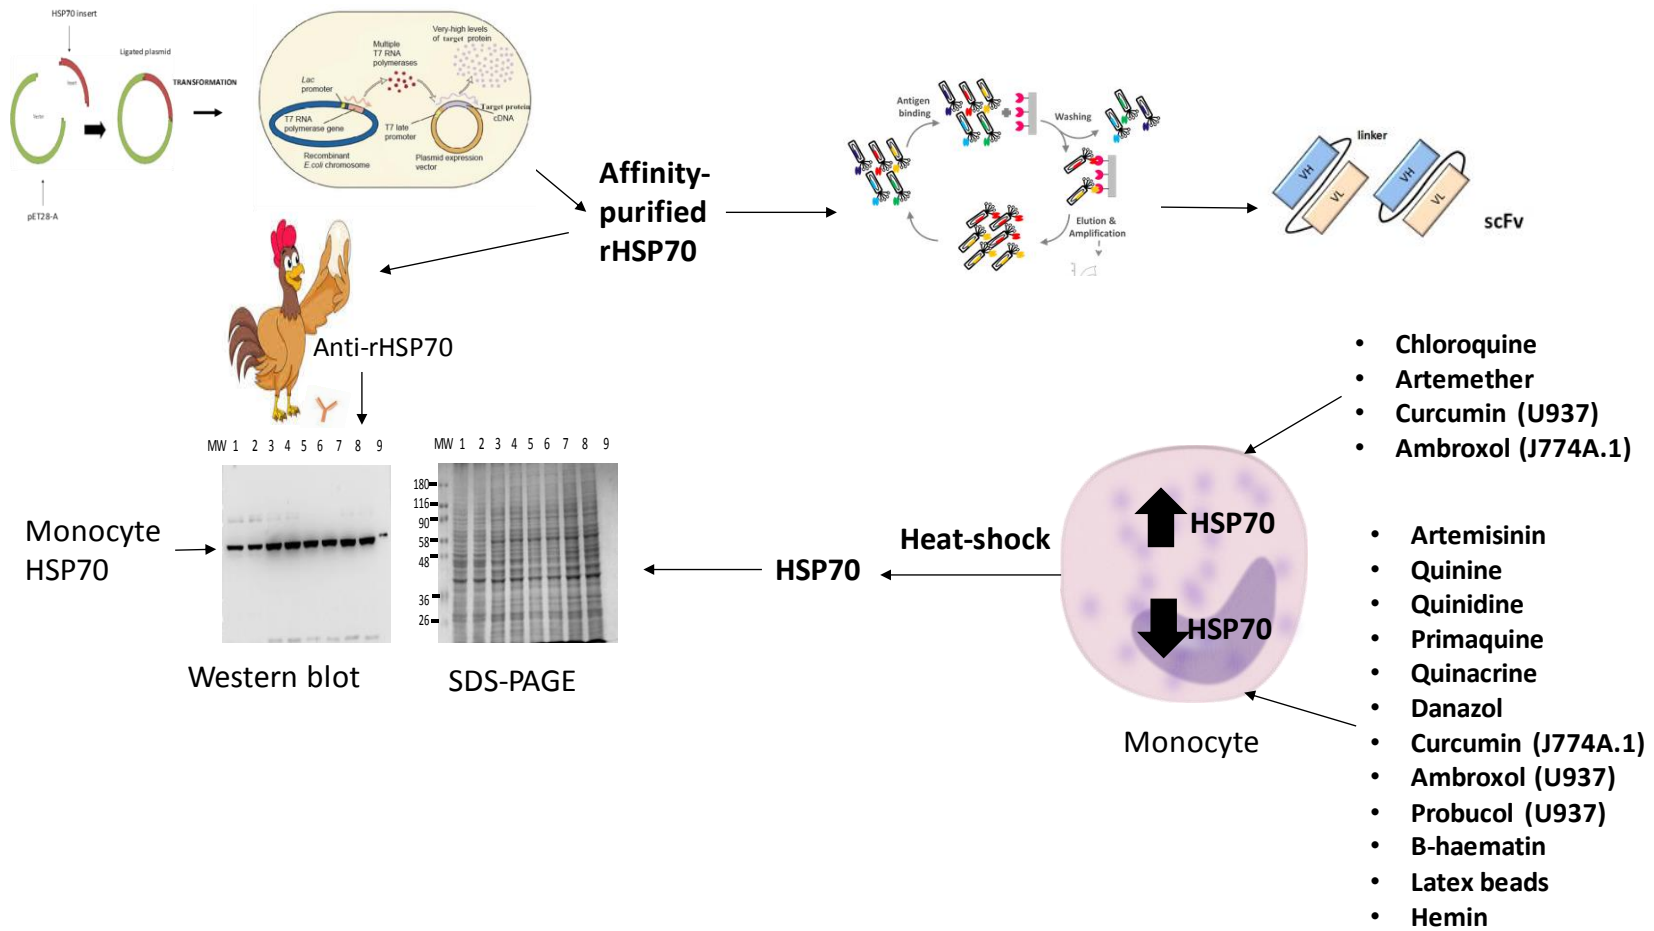 HSP70 insert
Ligated plasmid
Vector
Insert
TRANSFORMATION
pET28-A
Very-high levels
of target protein
Multiple
T7 RNA
polymerases
Lac
promoter
Target protein
cDNA
T7 RNA
polymerase gene
T7 late
promoter
Recombinant
E.coli chromosome
Plasmid expression
vector
Affinity-
purified
rHSP70
Antigen
binding
Washing
Elution &
Amplification
linker
VH
VL
VH
VL
scFv
Anti-rHSP70
MW 1 2 3 4 5 6 7 8 9
MW 1 2 3 4 5 6 7 8 9
180
116
90
58
48
36
26
Monocyte
HSP70
Western blot
SDS-PAGE
HSP70
Heat-shock
HSP70
HSP70
Monocyte
• Chloroquine
• Artemether
• Curcumin (U937)
• Ambroxol (J774A.1)
• Artemisinin
• Quinine
• Quinidine
• Primaquine
• Quinacrine
• Danazol
• Curcumin (J774A.1)
• Ambroxol (U937)
• Probucol (U937)
• B-haematin
• Latex beads
• Hemin